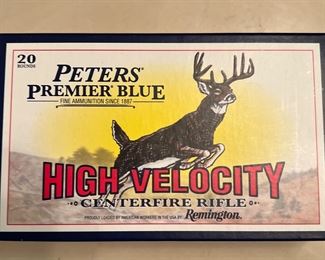 20
ROUNDS
PETERS®
PREMIER® BLUE
FINE AMMUNITION SINCE 1887
HIGH VELOCITY
CENTERFIRE RIFLE
PROUDLY LOADED BY AMERICAN WORKERS IN THE USA BY: Remington®